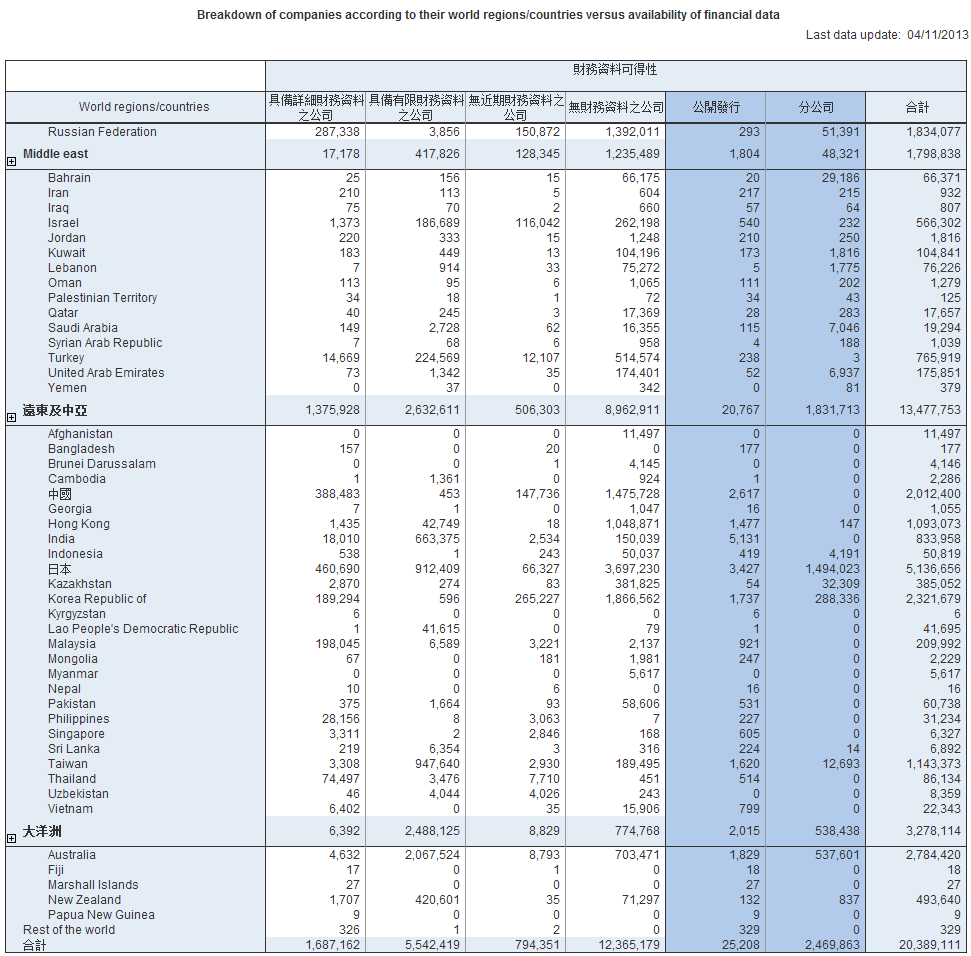 Breakdown of companies according to their world regions/countries versus availability of financial data
Last data update: 04/11/2013
財務資料可得性
World regions/countries 具備詳細財務資料之公司 具備有限財務資料之公司 無近期財務資料之公司 無財務資料之公司 公開發行 分公司 合計
Russian Federation 287,338 3,856 150,872 1,392,011 293 51,391 1,834,077
Middle east 17,178 417,826 128,345 1,235,489 1,804 48,321 1,798,838
Bahrain 25 156 15 66,175 20 29,186 66,371
Iran 210 113 5 604 217 215 932
Iraq 75 70 2 660 57 64 807
Israel 1,373 186,689 116,042 262,198 540 232 566,302
Jordan 220 333 15 1,248 210 250 1,816
Kuwait 183 449 13 104,196 173 1,816 104,841
Lebanon 7 914 33 75,272 5 1,775 76,226
Oman 113 95 6 1,065 111 202 1,279
Palestinian Territory 34 18 1 72 34 43 125
Qatar 40 245 3 17,369 28 283 17,657
Saudi Arabia 149 2,728 62 16,355 115 7,046 19,294
Syrian Arab Republic 7 68 6 958 4 188 1,039
Turkey 14,669 224,569 12,107 514,574 238 3 765,919
United Arab Emirates 73 1,342 35 174,401 52 6,937 175,851
Yemen 0 37 0 342 0 81 379
遠東及中亞 1,375,928 2,632,611 506,303 8,962,911 20,767 1,831,713 13,477,753
Afghanistan 0 0 0 11,497 0 0 11,497
Bangladesh 157 0 20 0 177 0 177
Brunei Darussalam 0 0 1 4,145 0 0 4,146
Cambodia 1 1,361 0 924 1 0 2,286
中國 388,483 453 147,736 1,475,728 2,617 0 2,012,400
Georgia 7 1 0 1,047 16 0 1,055
Hong Kong 1,435 42,749 18 1,048,871 1,477 147 1,093,073
India 18,010 663,375 2,534 150,039 5,131 0 833,958
Indonesia 538 1 243 50,037 419 4,191 50,819
日本 460,690 912,409 66,327 3,697,230 3,427 1,494,023 5,136,656
Kazakhstan 2,870 274 83 381,825 54 32,309 385,052
Korea Republic of 189,294 596 265,227 1,866,562 1,737 288,336 2,321,679
Kyrgyzstan 6 0 0 0 6 0 6
Lao People's Democratic Republic 1 41,615 0 79 1 0 41,695
Malaysia 198,045 6,589 3,221 2,137 921 0 209,992
Mongolia 67 0 181 1,981 247 0 2,229
Myanmar 0 0 0 5,617 0 0 5,617
Nepal 10 0 6 0 16 0 16
Pakistan 375 1,664 93 58,606 531 0 60,738
Philippines 28,156 8 3,063 7 227 0 31,234
Singapore 3,311 2 2,846 168 605 0 6,327
Sri Lanka 219 6,354 3 316 224 14 6,892
Taiwan 3,308 947,640 2,930 189,495 1,620 12,693 1,143,373
Thailand 74,497 3,476 7,710 451 514 0 86,134
Uzbekistan 46 4,044 4,026 243 0 0 8,359
Vietnam 6,402 0 35 15,906 799 0 22,343
大洋洲 6,392 2,488,125 8,829 774,768 2,015 538,438 3,278,114
Australia 4,632 2,067,524 8,793 703,471 1,829 537,601 2,784,420
Fiji 17 0 1 0 18 0 18
Marshall Islands 27 0 0 0 27 0 27
New Zealand 1,707 420,601 35 71,297 132 837 493,640
Papua New Guinea 9 0 0 0 9 0 9
Rest of the world 326 1 2 0 329 0 329
合計 1,687,162 5,542,419 794,351 12,365,179 25,208 2,469,863 20,389,111